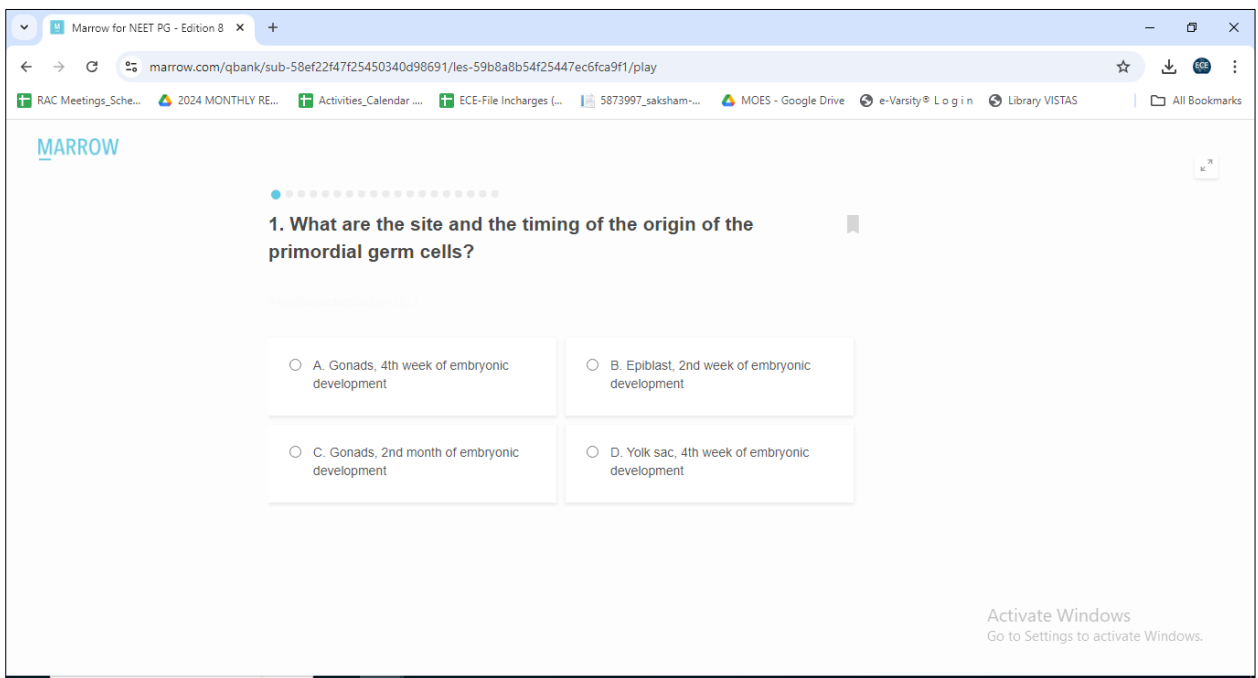 Marrow for NEET PG - Edition 8
marrow.com/qbank/sub-58ef22f47f25450340d98691/les-59b8a8b54f25447ec6fca9f1/play
ECE
RAC Meetings_Sche... 2024 MONTHLY RE... Activities_Calendar .... ECE-File Incharges (... 5873997_saksham-... MOES - Google Drive e-Varsity® L o g i n Library VISTAS All Bookmarks
MARROW
1. What are the site and the timing of the origin of the
primordial germ cells?
A. Gonads, 4th week of embryonic
development
B. Epiblast, 2nd week of embryonic
development
C. Gonads, 2nd month of embryonic
development
D. Yolk sac, 4th week of embryonic
development
Activate Windows
Go to Settings to activate Windows.